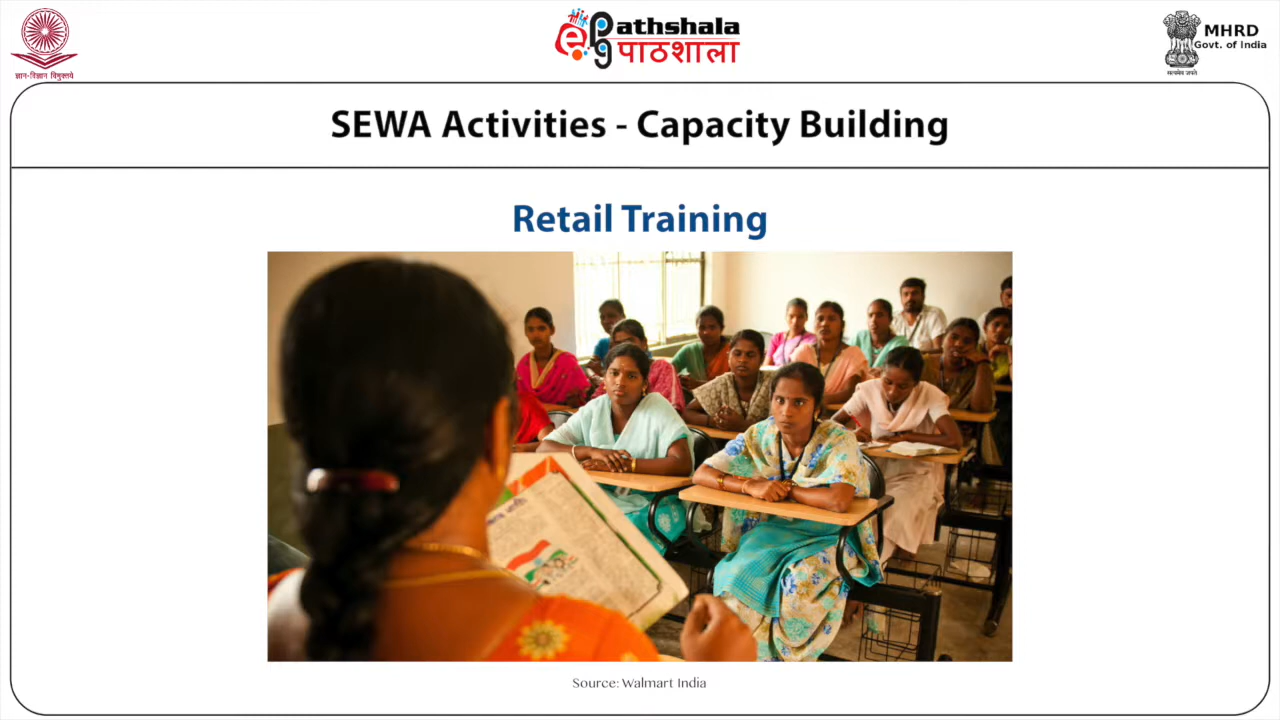 ज्ञान-विज्ञान विमुक्तये
e PG Pathshala
पाठशाला
सत्यमेव जयते
MHRD
Govt. of India
SEWA Activities - Capacity Building
Retail Training
Source: Walmart India